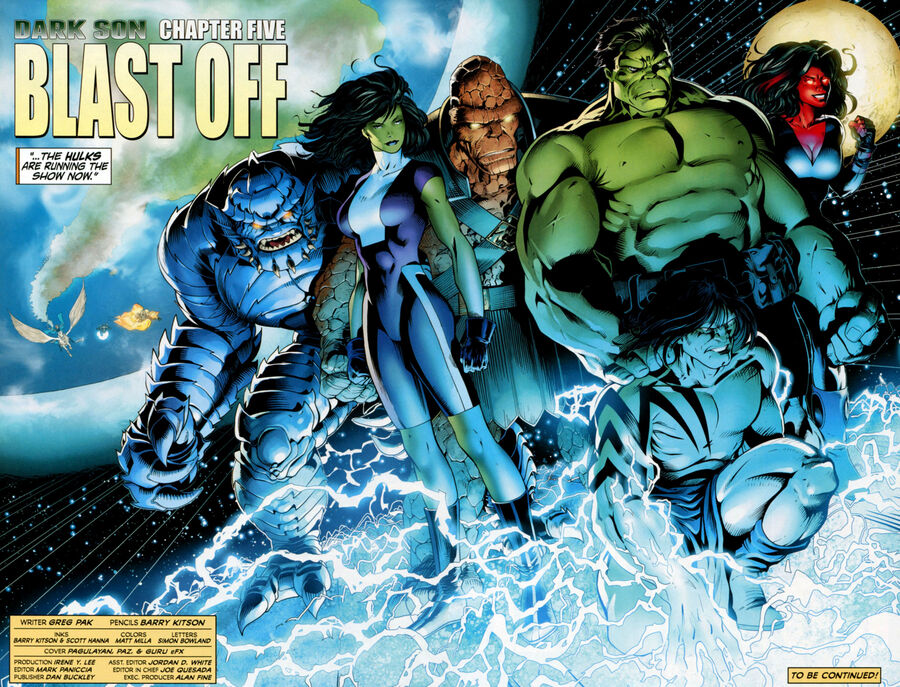 DARK SON CHAPTER FIVE
BLAST OFF
"...THE HULKS
ARE RUNNING THE
SHOW NOW."
WRITER GREG PAK PENCILS BARRY KITSON
INKS COLORS LETTERS
BARRY KITSON & SCOTT HANNA MATT MILLA SIMON BOWLAND
COVER PAGULAYAN, PAZ, & GURU eFX
PRODUCTION IRENE Y. LEE ASST. EDITOR JORDAN D. WHITE
EDITOR MARK PANICCIA EDITOR IN CHIEF JOE QUESADA
PUBLISHER DAN BUCKLEY EXEC. PRODUCER ALAN FINE
TO BE CONTINUED!